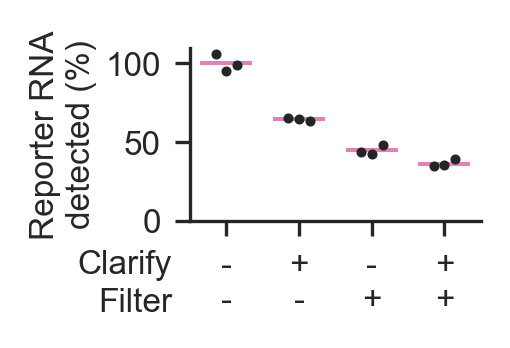 Reporter RNA
detected (%)
100
50
0
Clarify - + - +
Filter - - + +